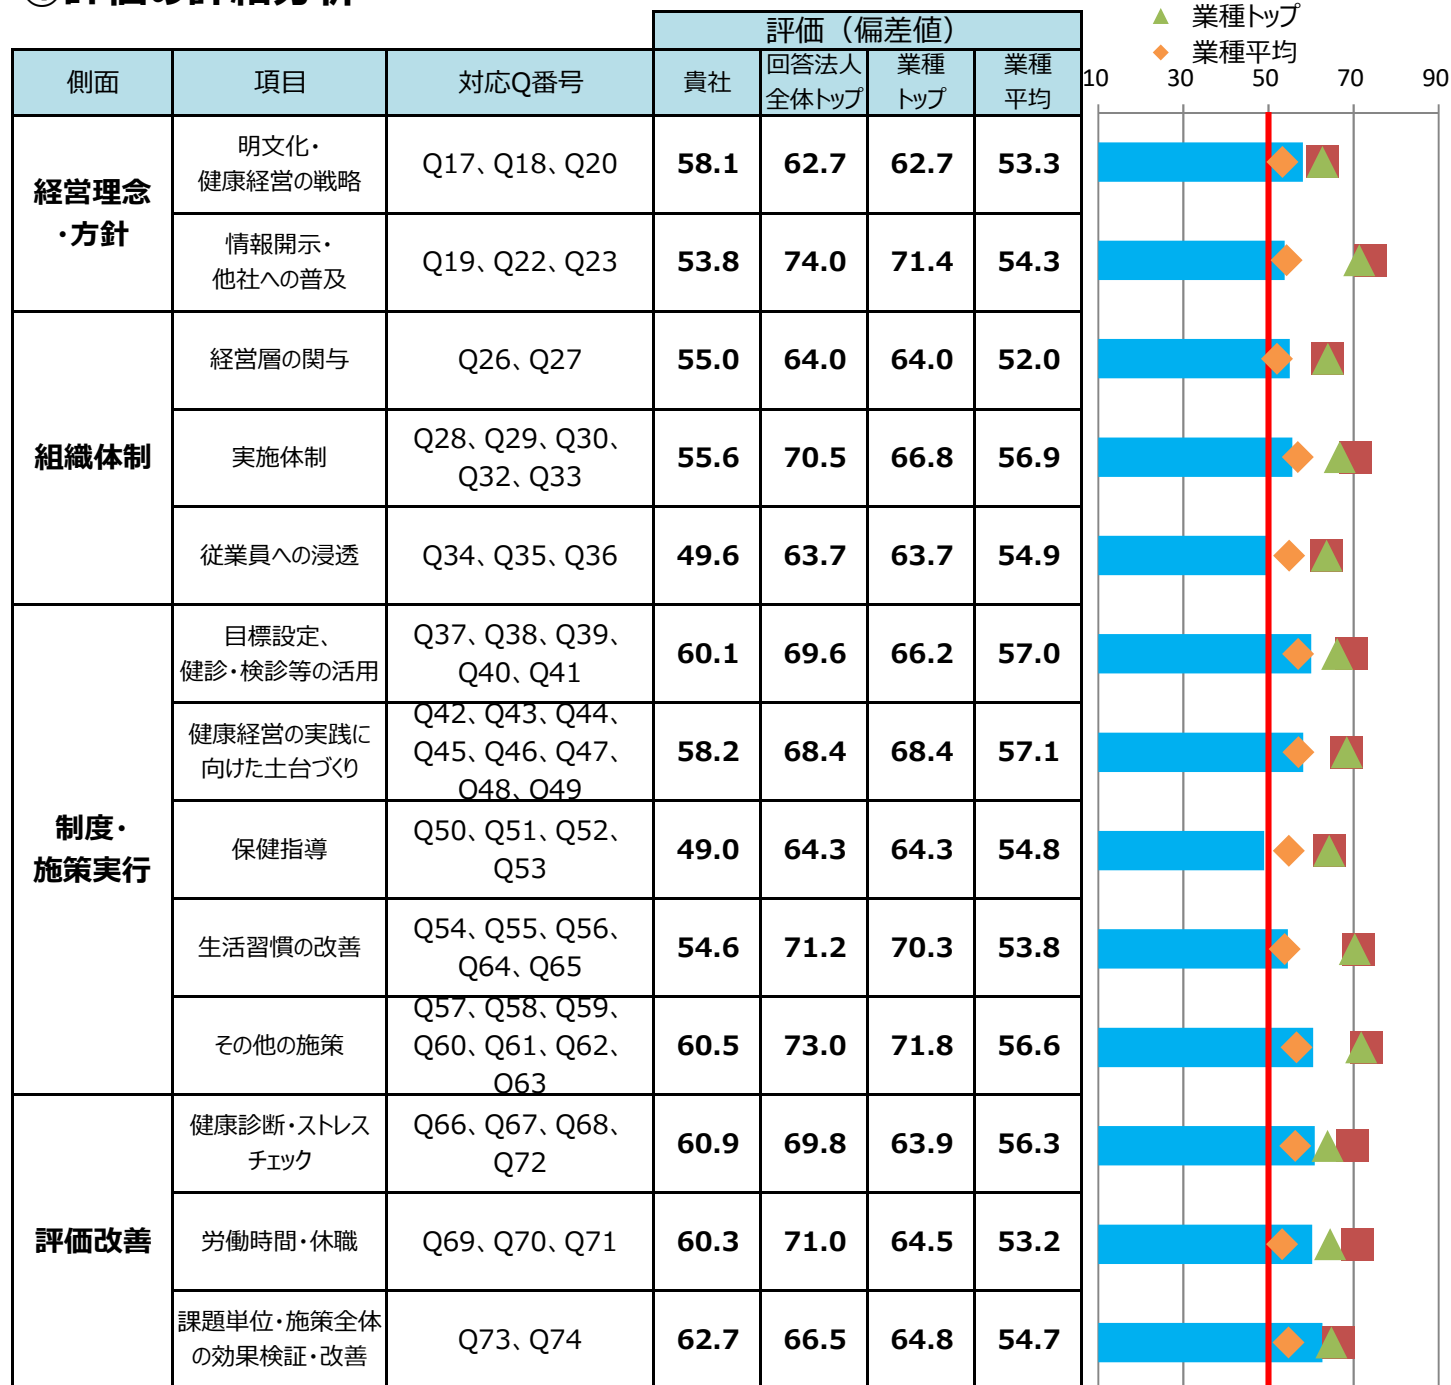 ①評価の詳細分析
▲ 業種トップ
◆ 業種平均
評価（偏差値）
側面 項目 対応Q番号 貴社 回答法人 業種 業種
全体トップ トップ 平均
10 30 50 70 90
経営理念
・方針
明文化・
健康経営の戦略
Q17、Q18、Q20 58.1 62.7 62.7 53.3
情報開示・
他社への普及
Q19、Q22、Q23 53.8 74.0 71.4 54.3
組織体制
経営層の関与 Q26、Q27 55.0 64.0 64.0 52.0
実施体制
Q28、Q29、Q30、
Q32、Q33
55.6 70.5 66.8 56.9
従業員への浸透 Q34、Q35、Q36 49.6 63.7 63.7 54.9
制度・
施策実行
目標設定、
健診・検診等の活用
Q37、Q38、Q39、
Q40、Q41
60.1 69.6 66.2 57.0
健康経営の実践に
向けた土台づくり
Q42、Q43、Q44、
Q45、Q46、Q47、
Q48、Q49
58.2 68.4 68.4 57.1
保健指導
Q50、Q51、Q52、
Q53
49.0 64.3 64.3 54.8
生活習慣の改善
Q54、Q55、Q56、
Q64、Q65
54.6 71.2 70.3 53.8
その他の施策
Q57、Q58、Q59、
Q60、Q61、Q62、
Q63
60.5 73.0 71.8 56.6
評価改善
健康診断・ストレス
チェック
Q66、Q67、Q68、
Q72
60.9 69.8 63.9 56.3
労働時間・休職 Q69、Q70、Q71 60.3 71.0 64.5 53.2
課題単位・施策全体
の効果検証・改善
Q73、Q74 62.7 66.5 64.8 54.7